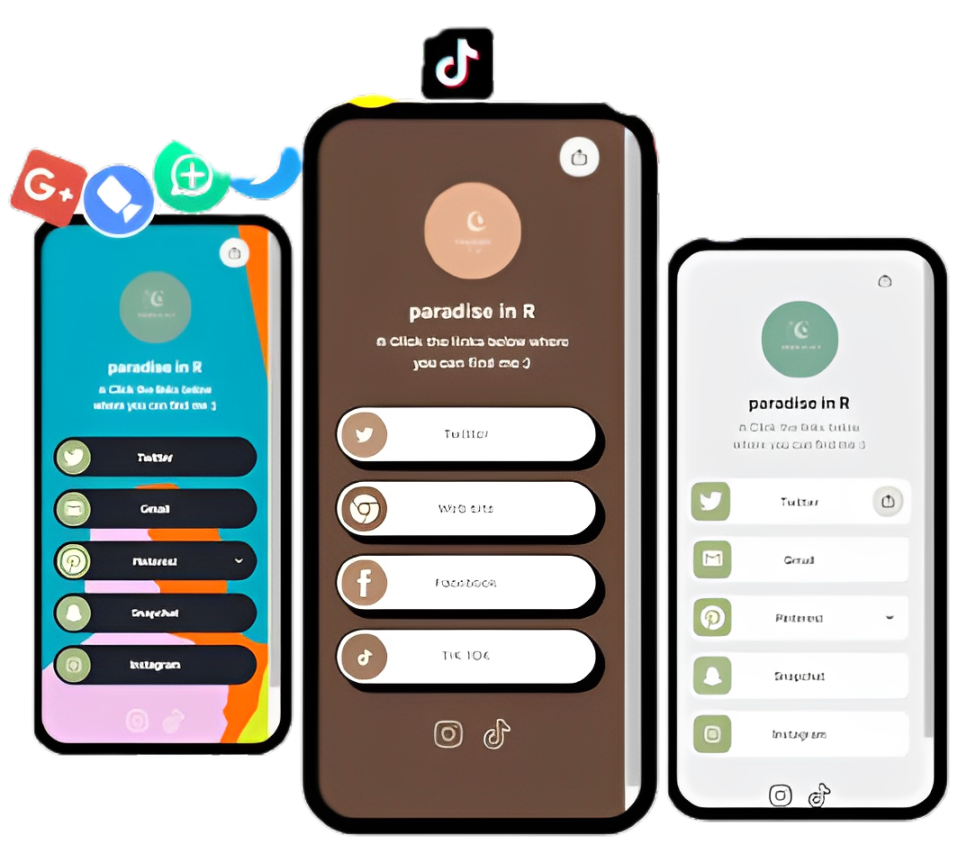 G+
paradise in R
Click the links below
where you can find me :)
Twitter
Gmail
Pinterest
Snapchat
Instagram
paradise in R
Click the links below where
you can find me :)
Twitter
Web site
Facebook
TIK TOK
paradise in R
Click the links below
where you can find me :)
Twitter
Gmail
Pinterest
Snapchat
Instagram